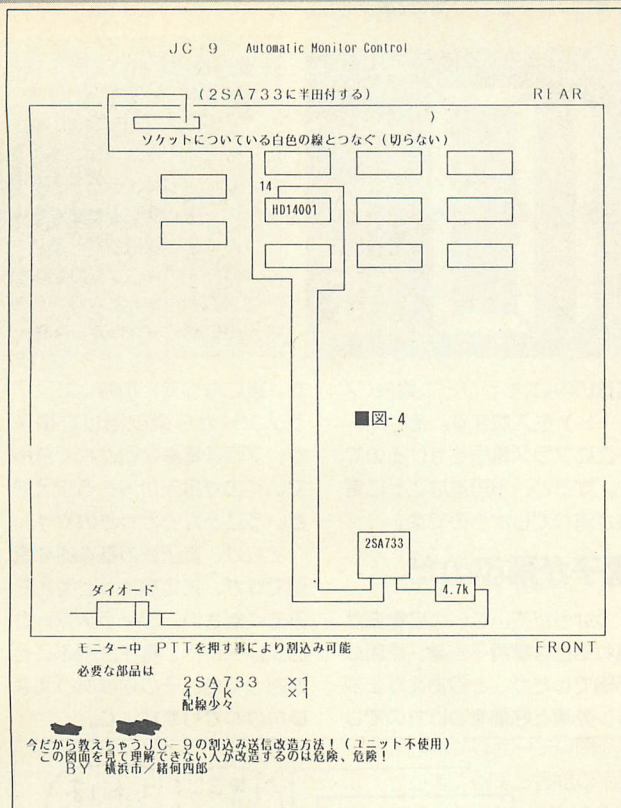 JC-9 Automatic Monitor Control
(2SA733に半田付する) REAR
)
ソケットについている白色の線とつなぐ(切らない)
14
HD14001
■図-4
2SA733
4.7k
ダイオード
モニター中 PTTを押す事により割込み可能 FRONT
必要な部品は
2SA733 ×1
4.7k ×1
配線少々
今だから教えちゃうJC-9の割込み送信改造方法!(ユニット不使用)
この図面を見て理解できない人が改造するのは危険、危険!
BY 横浜市/緒何四郎